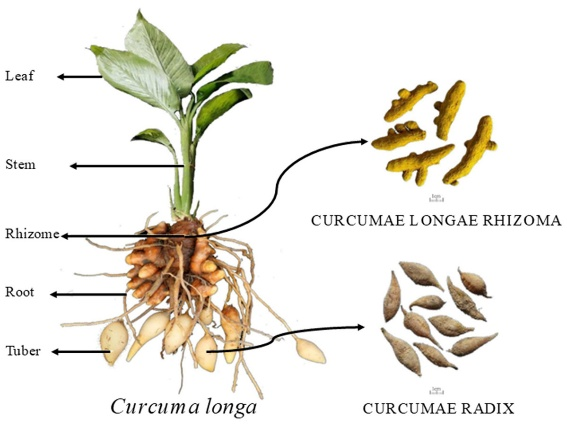 Leaf
Stem
Rhizome
Root
Tuber
Curcuma longa
CURCUMAE LONGAE RHIZOMA
CURCUMAE RADIX